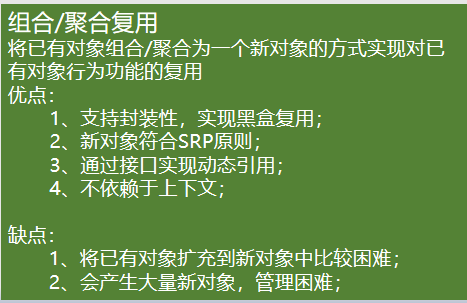 组合/聚合复用
将已有对象组合/聚合为一个新对象的方式实现对已
有对象行为功能的复用
优点：
1、支持封装性，实现黑盒复用；
2、新对象符合SRP原则；
3、通过接口实现动态引用；
4、不依赖于上下文；
缺点：
1、将已有对象扩充到新对象中比较困难；
2、会产生大量新对象，管理困难；